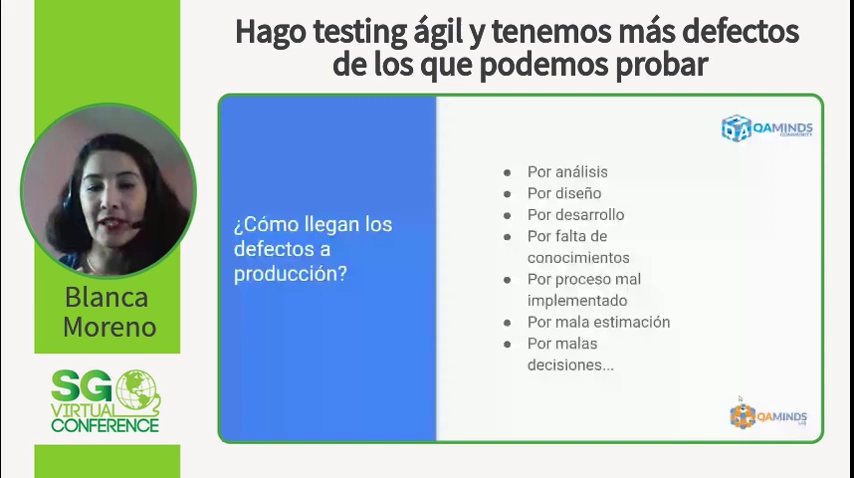 Hago testing ágil y tenemos más defectos
de los que podemos probar
Blanca
Moreno
SG
VIRTUAL
CONFERENCE
¿Cómo llegan los
defectos a
producción?
QAMINDS
COMMUNITY
● Por análisis
● Por diseño
● Por desarrollo
● Por falta de
conocimientos
● Por proceso mal
implementado
● Por mala estimación
● Por malas
decisiones...
QAMINDS
LAB